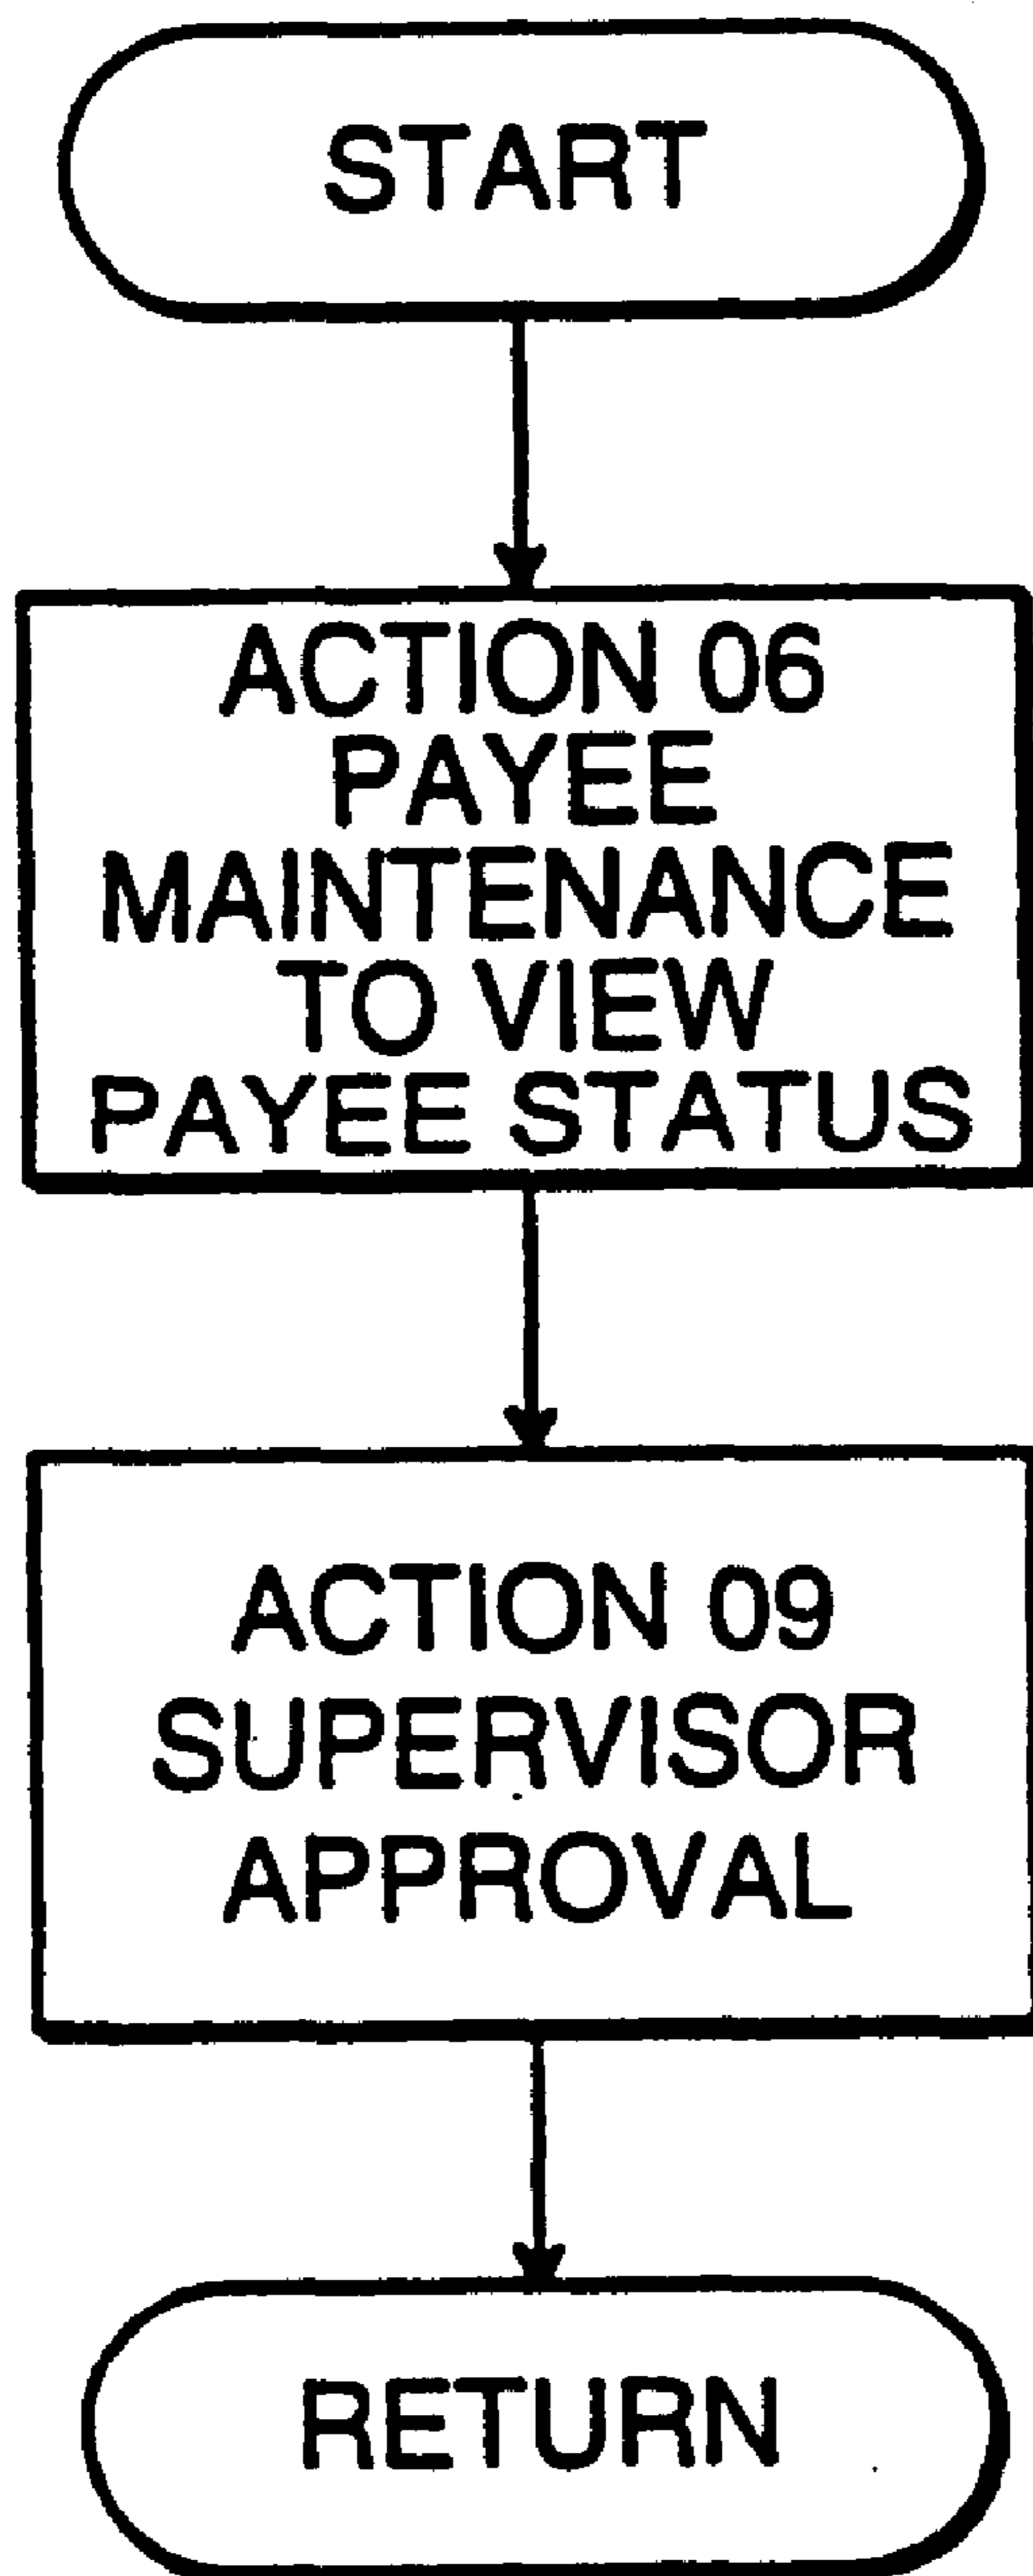 START
ACTION 06
PAYEE
MAINTENANCE
TO VIEW
PAYEE STATUS
ACTION 09
SUPERVISOR
APPROVAL
RETURN